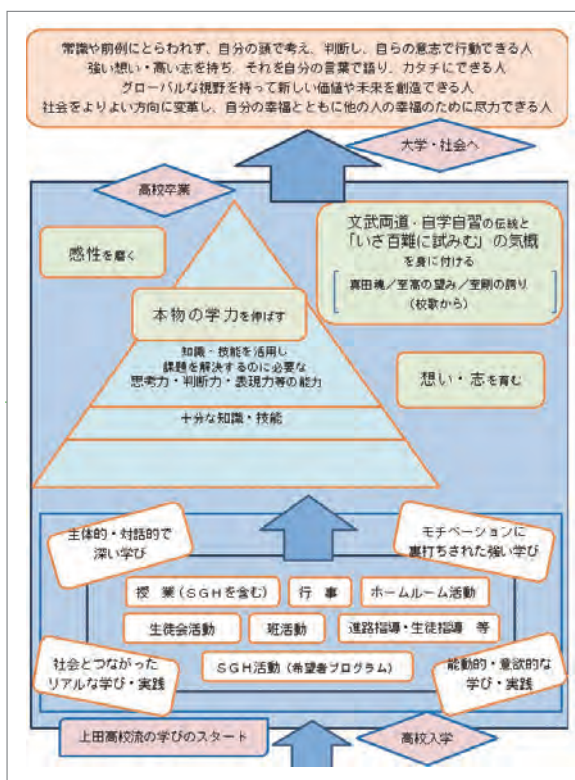 常識や前例にとらわれず、自分の頭で考え、判断し、自らの意志で行動できる人
強い想い・高い志を持ち、それを自分の言葉で語り、カタチにできる人
グローバルな視野を持って新しい価値や未来を創造できる人
社会をよりよい方向に変革し、自分の幸福とともに他の人の幸福のために尽力できる人
大学・社会へ
高校卒業
感性を磨く
文武両道・自学自習の伝統と
「いざ百難に試みむ」の気概
を身に付ける
真田魂/至高の望み/至剛の誇り
(校歌から)
本物の学力を伸ばす
知識・技能を活用し
課題を解決するのに必要な
思考力・判断力・表現力等の能力
想い・志を育む
十分な知識・技能
主体的・対話的で
深い学び
モチベーションに
裏打ちされた強い学び
授 業(SGHを含む)
行 事
ホームルーム活動
生徒会活動
班活動
進路指導・生徒指導 等
社会とつながった
リアルな学び・実践
SGH活動(希望者プログラム)
能動的・意欲的な
学び・実践
上田高校流の学びのスタート
高校入学